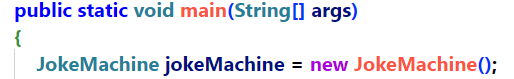 public static void main(String[] args)
{
JokeMachine jokeMachine = new JokeMachine();